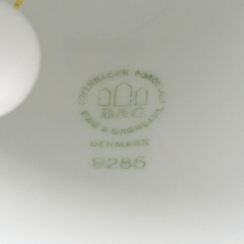 COPENHAGEN PORCELAIN
B&G
BING & GRØNDAHL
DENMARK
9285